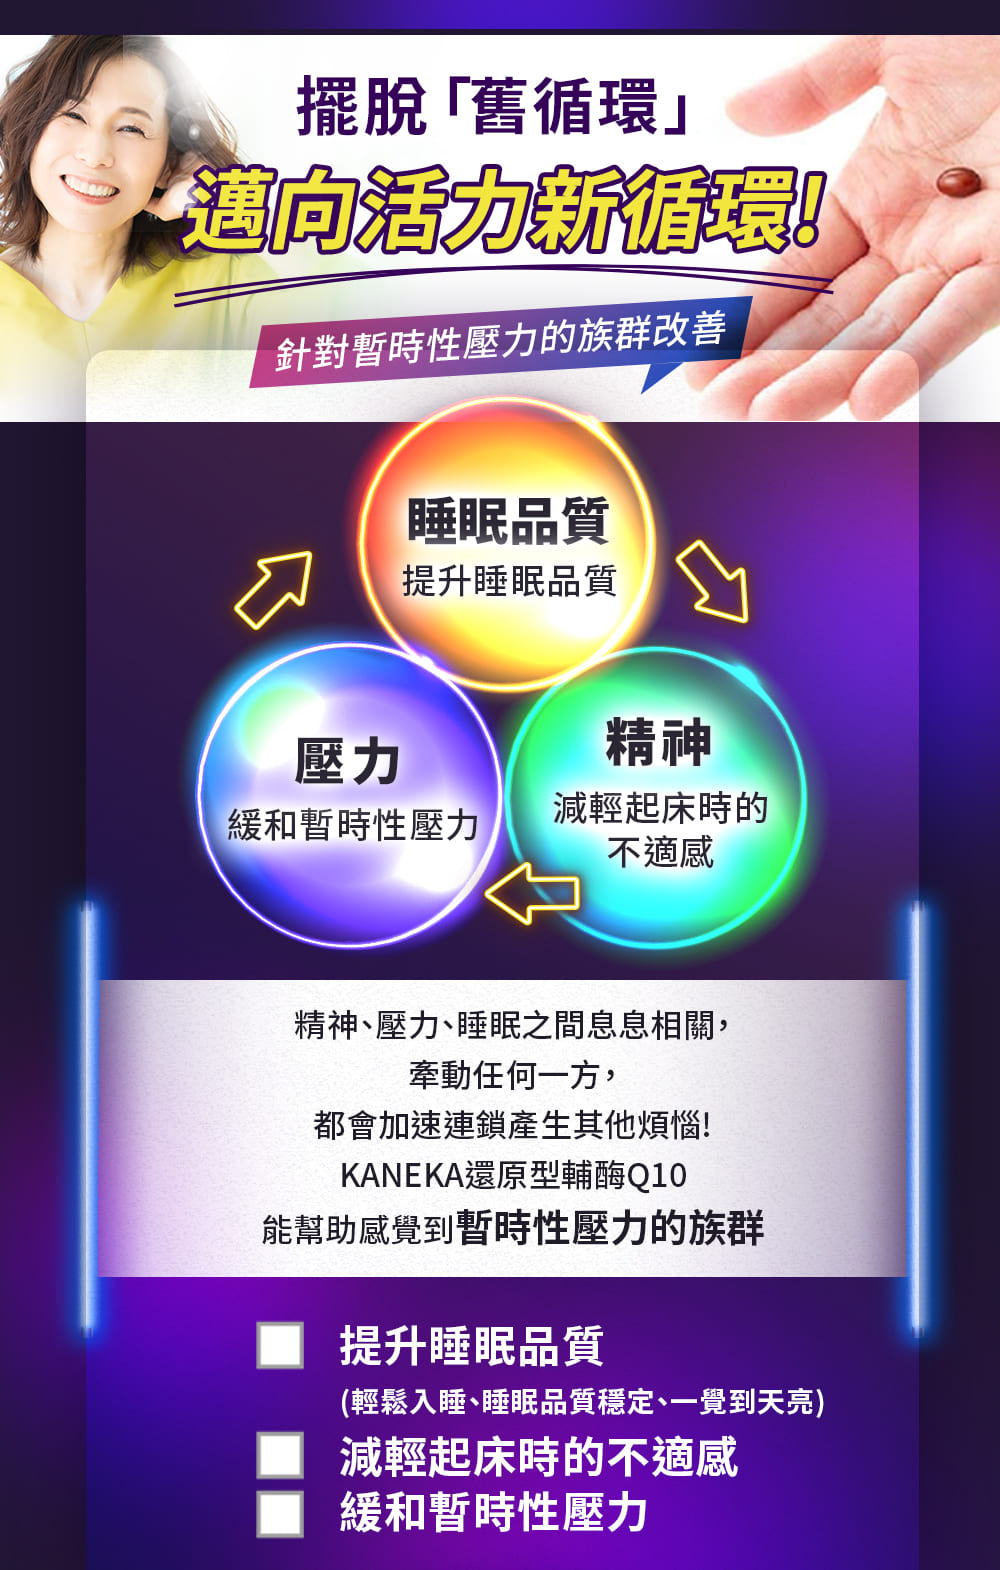 擺脫「舊循環」
邁向活力新循環!
針對暫時性壓力的族群改善
睡眠品質
提升睡眠品質
壓力
緩和暫時性壓力
精神
減輕起床時的
不適感
精神、壓力、睡眠之間息息相關，
牽動任何一方，
都會加速連鎖產生其他煩惱!
KANEKA還原型輔酶Q10
能幫助感覺到暫時性壓力的族群
提升睡眠品質
(輕鬆入睡、睡眠品質穩定、一覺到天亮)
減輕起床時的不適感
緩和暫時性壓力